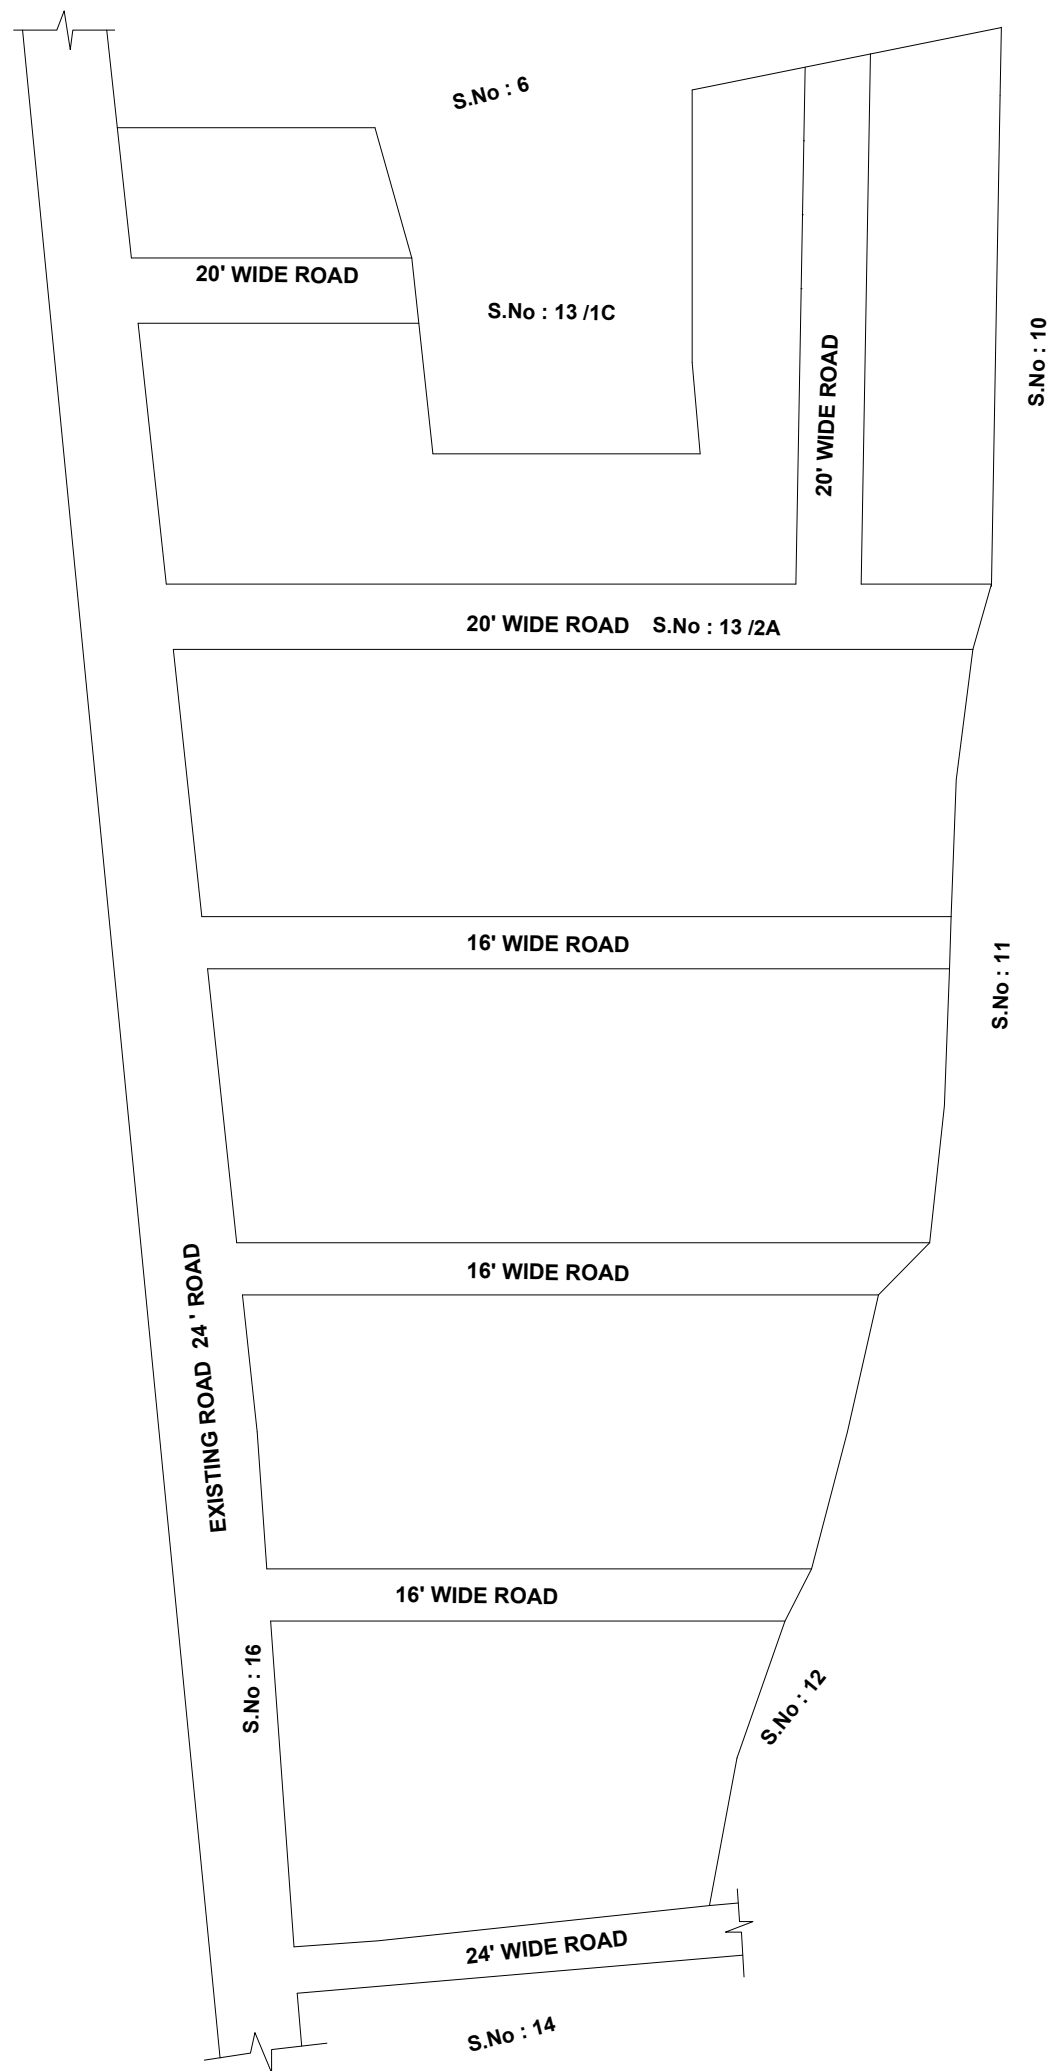 S.No : 6
20' WIDE ROAD
S.No : 13 /1C
S.No : 10
20' WIDE ROAD
20' WIDE ROAD S.No : 13 /2A
16' WIDE ROAD
S.No : 11
16' WIDE ROAD
EXISTING ROAD 24 ' ROAD
16' WIDE ROAD
S.No : 16
S.No : 12
24' WIDE ROAD
S.No : 14